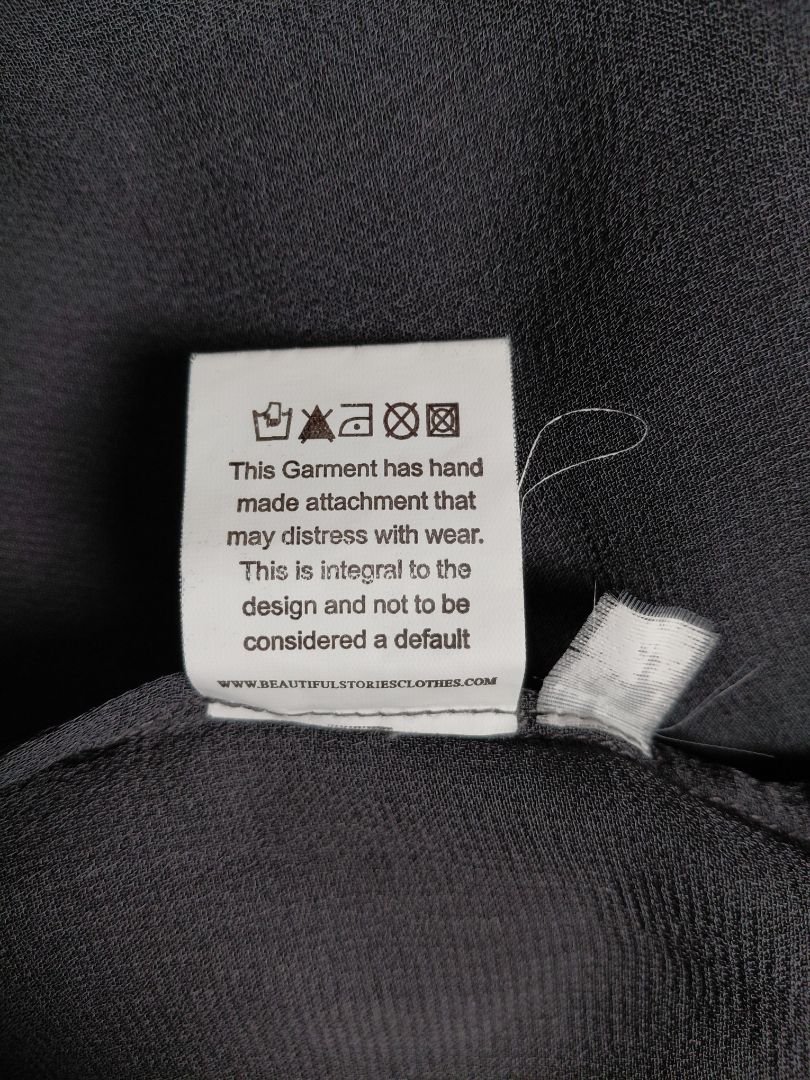 This Garment has hand
made attachment that
may distress with wear.
This is integral to the
design and not to be
considered a default
WWW.BEAUTIFULSTORIESCLOTHES.COM